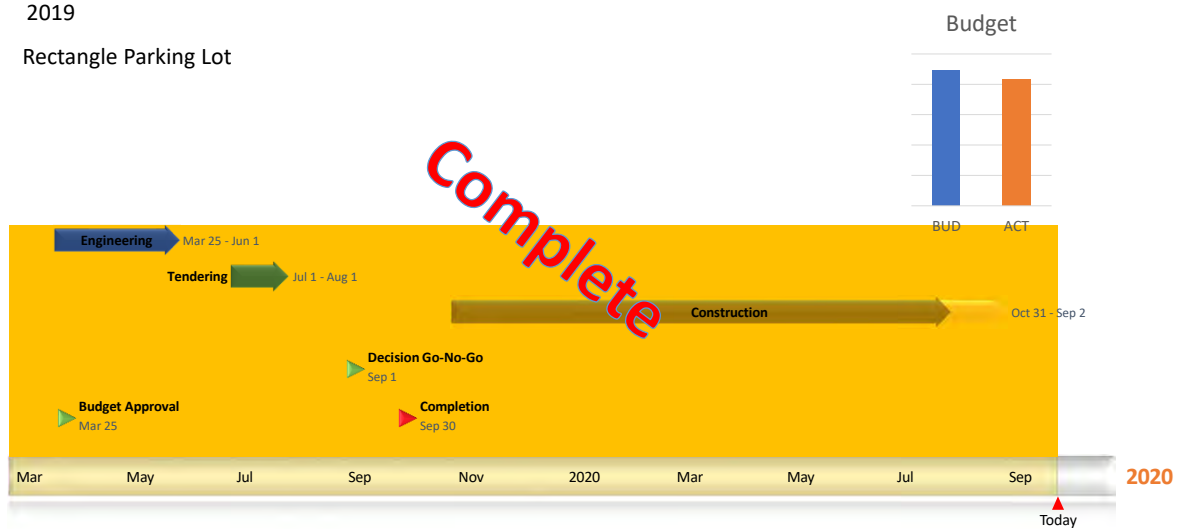 2019
Rectangle Parking Lot
Budget
BUD ACT
Complete
Engineering Mar 25 - Jun 1
Tendering Jul 1 - Aug 1
Construction Oct 31 - Sep 2
Decision Go-No-Go
Sep 1
Budget Approval
Mar 25
Completion
Sep 30
Mar May Jul Sep Nov 2020 Mar May Jul Sep 2020
Today